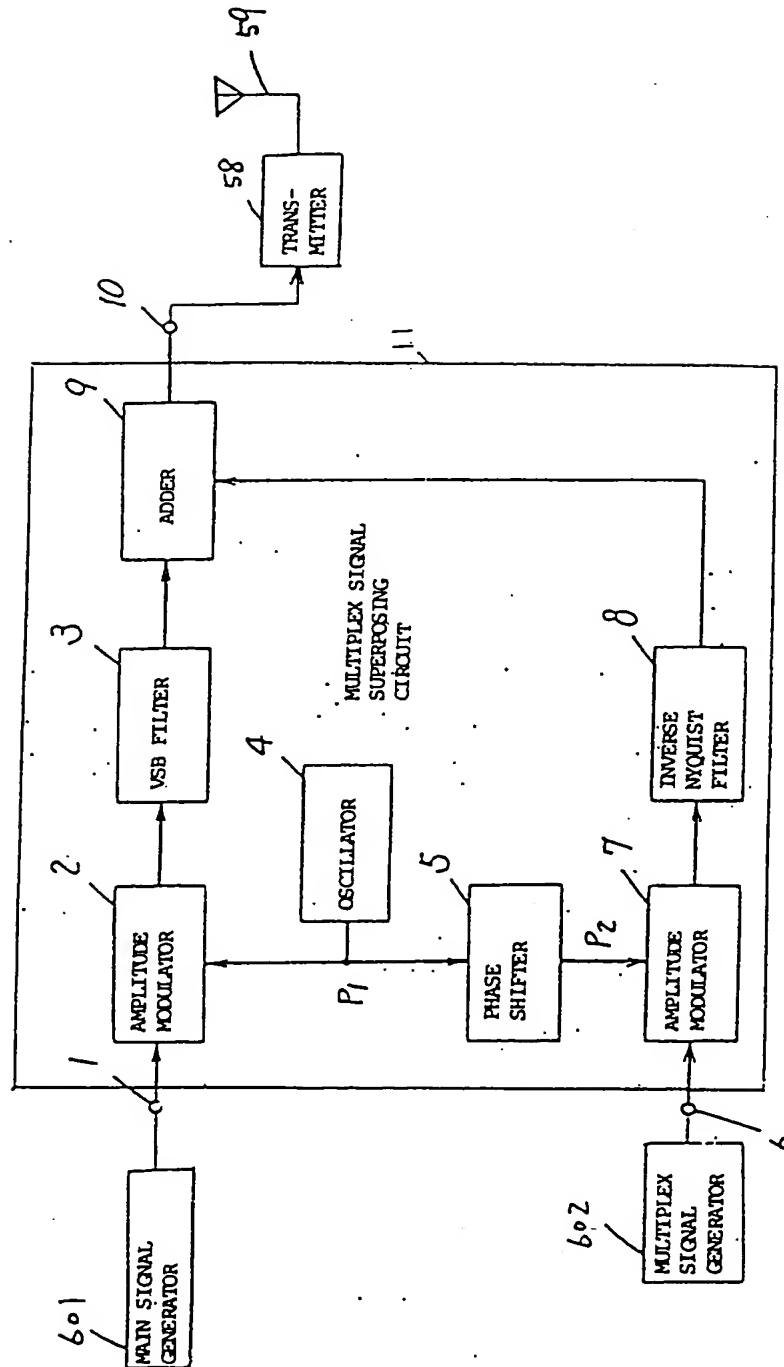 601
MAIN SIGNAL
GENERATOR
1
2
AMPLITUDE
MODULATOR
3
VSB FILTER
9
ADDER
10
58
TRANS-
MITTER
59
11
4
OSCILLATOR
P1
MULTIPLEX SIGNAL
SUPERPOSING
CIRCUIT
5
PHASE
SHIFTER
P2
602
MULTIPLEX
SIGNAL
GENERATOR
6
7
AMPLITUDE
MODULATOR
8
INVERSE
NYQUIST
FILTER